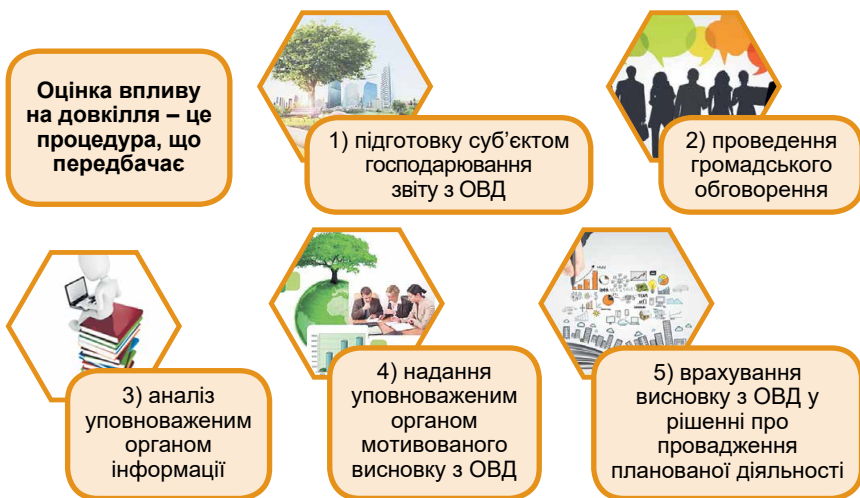 Оцінка впливу
на довкілля – це
процедура, що
передбачає
1) підготовку суб’єктом
господарювання
звіту з ОВД
2) проведення
громадського
обговорення
3) аналіз
уповноваженим
органом
інформації
4) надання
уповноваженим
органом
мотивованого
висновку з ОВД
5) врахування
висновку з ОВД у
рішенні про
провадження
планованої діяльності